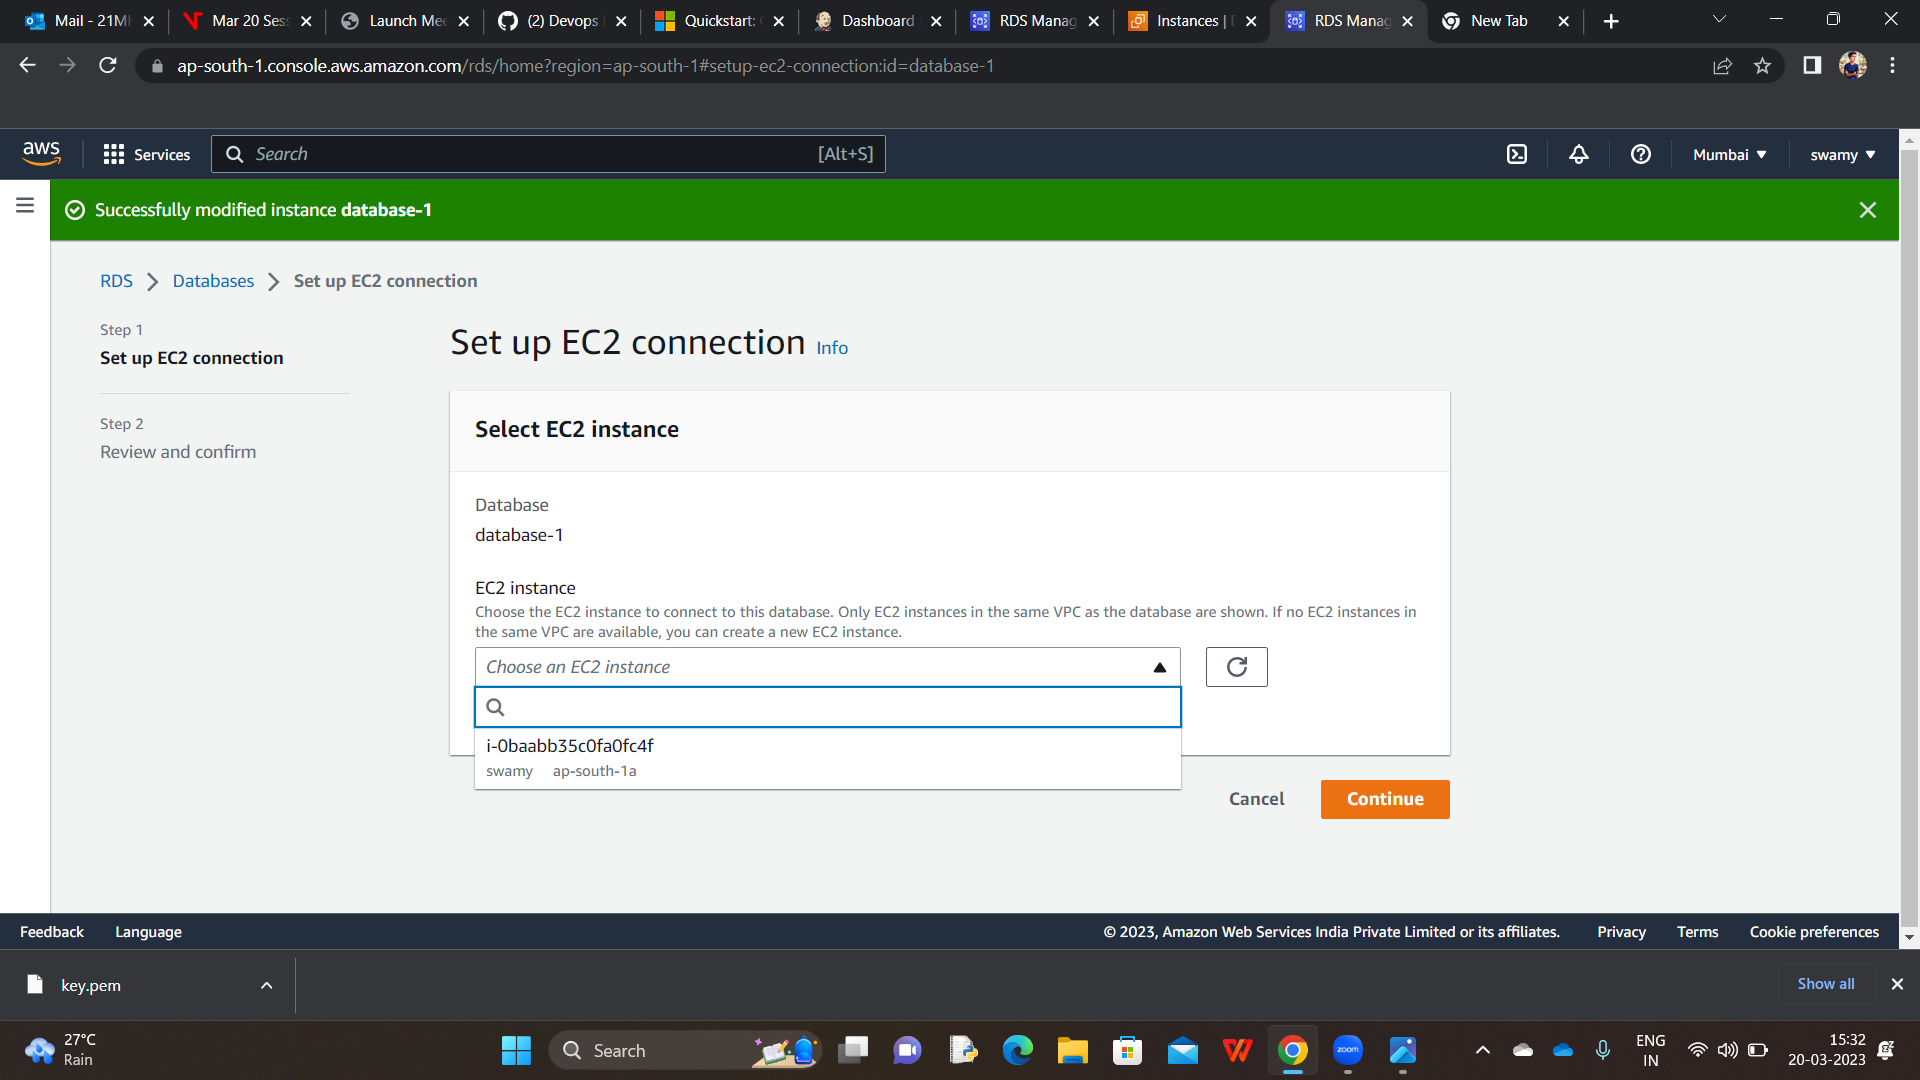 Mail - 21M
Mar 20 Sess
Launch Mee
(2) Devops
Quickstart:
Dashboard
RDS Manag
Instances |
RDS Manag
New Tab
ap-south-1.console.aws.amazon.com/rds/home?region=ap-south-1#setup-ec2-connection:id=database-1
aws
Services
Search
[Alt+S]
Mumbai
swamy
Successfully modified instance database-1
RDS
Databases
Set up EC2 connection
Step 1
Set up EC2 connection
Step 2
Review and confirm
Set up EC2 connection Info
Select EC2 instance
Database
database-1
EC2 instance
Choose the EC2 instance to connect to this database. Only EC2 instances in the same VPC as the database are shown. If no EC2 instances in
the same VPC are available, you can create a new EC2 instance.
Choose an EC2 instance
i-0baabb35c0fa0fc4f
swamy ap-south-1a
Cancel
Continue
Feedback
Language
© 2023, Amazon Web Services India Private Limited or its affiliates.
Privacy
Terms
Cookie preferences
key.pem
Show all
27°C
Rain
Search
zoom
ENG
IN
15:32
20-03-2023